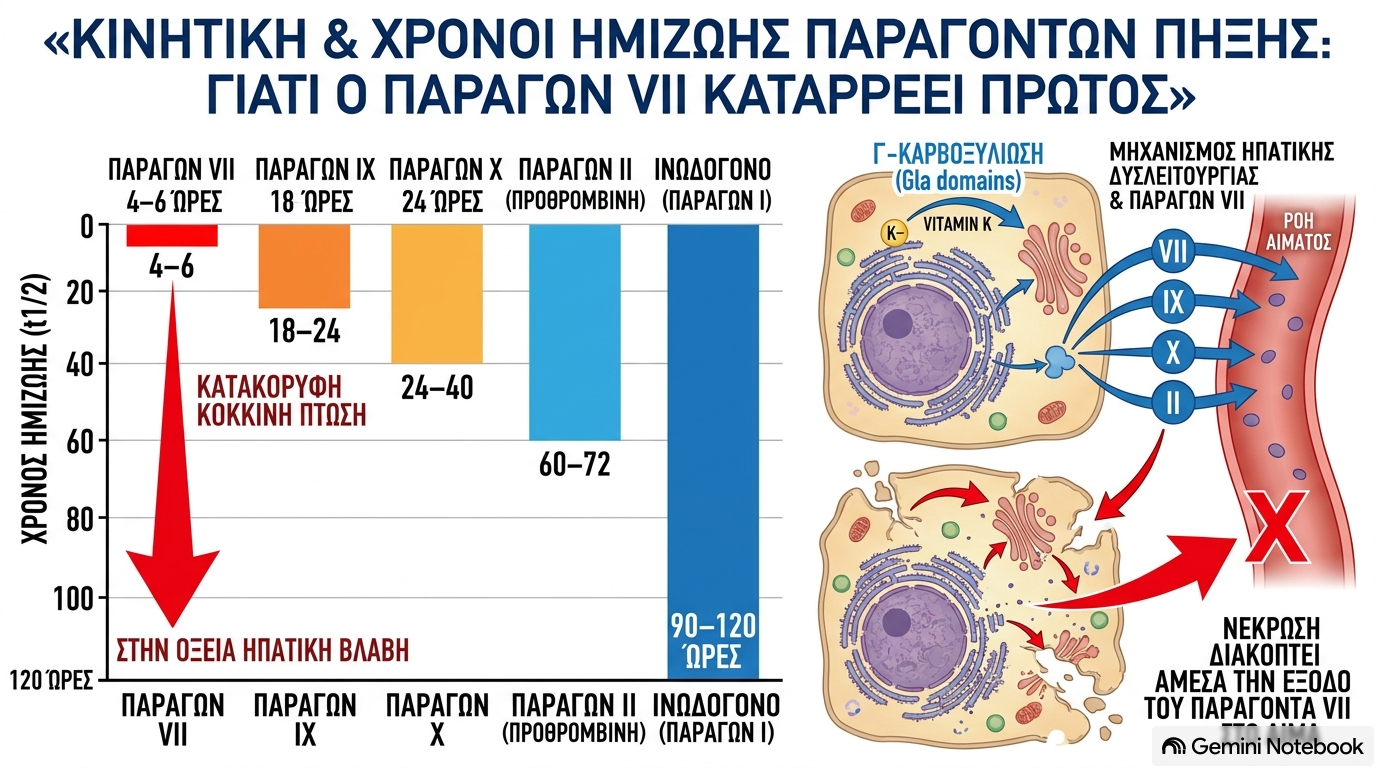 «ΚΙΝΗΤΙΚΗ & ΧΡΟΝΟΙ ΗΜΙΖΩΗΣ ΠΑΡΑΓΟΝΤΩΝ ΠΗΞΗΣ:
ΓΙΑΤΙ Ο ΠΑΡΑΓΩΝ VII ΚΑΤΑΡΡΕΕΙ ΠΡΩΤΟΣ»
ΠΑΡΑΓΩΝ VII
4–6 ΏΡΕΣ
ΠΑΡΑΓΩΝ IX
18 ΏΡΕΣ
ΠΑΡΑΓΩΝ X
24 ΏΡΕΣ
ΠΑΡΑΓΩΝ II
(ΠΡΟΘΡΟΜΒΙΝΗ)
ΙΝΩΔΟΓΟΝΟ
(ΠΑΡΑΓΩΝ I)
ΧΡΟΝΟΣ ΗΜΙΖΩΗΣ (t1/2)
0
20
40
60
80
100
120 ΏΡΕΣ
4–6
18–24
24–40
60–72
90–120
ΏΡΕΣ
ΚΑΤΑΚΟΡΥΦΗ
ΚΟΚΚΙΝΗ ΠΤΩΣΗ
ΣΤΗΝ ΟΞΕΙΑ ΗΠΑΤΙΚΗ ΒΛΑΒΗ
ΠΑΡΑΓΩΝ
VII
ΠΑΡΑΓΩΝ
IX
ΠΑΡΑΓΩΝ
X
ΠΑΡΑΓΩΝ II
(ΠΡΟΘΡΟΜΒΙΝΗ)
ΙΝΩΔΟΓΟΝΟ
(ΠΑΡΑΓΩΝ I)
Γ-ΚΑΡΒΟΞΥΛΙΩΣΗ
(Gla domains)
K–
VITAMIN K
ΜΗΧΑΝΙΣΜΟΣ ΗΠΑΤΙΚΗΣ
ΔΥΣΛΕΙΤΟΥΡΓΙΑΣ
& ΠΑΡΑΓΩΝ VII
ΡΟΗ
ΑΙΜΑΤΟΣ
VII
IX
X
II
X
ΝΕΚΡΩΣΗ
ΔΙΑΚΟΠΤΕΙ
ΑΜΕΣΑ ΤΗΝ ΕΞΟΔΟ
ΤΟΥ ΠΑΡΑΓΟΝΤΑ VII
Gemini Notebook